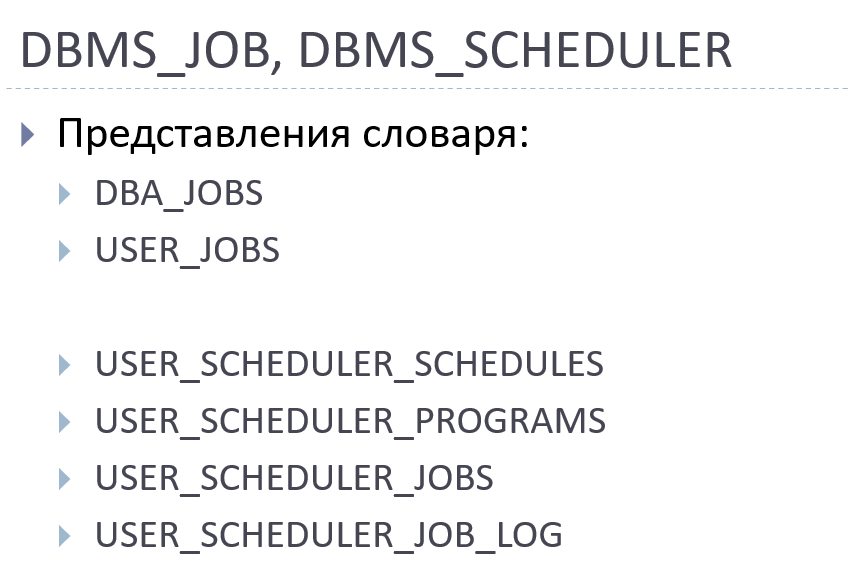 DBMS_JOB, DBMS_SCHEDULER
Представления словаря:
DBA_JOBS
USER_JOBS
USER_SCHEDULER_SCHEDULES
USER_SCHEDULER_PROGRAMS
USER_SCHEDULER_JOBS
USER_SCHEDULER_JOB_LOG